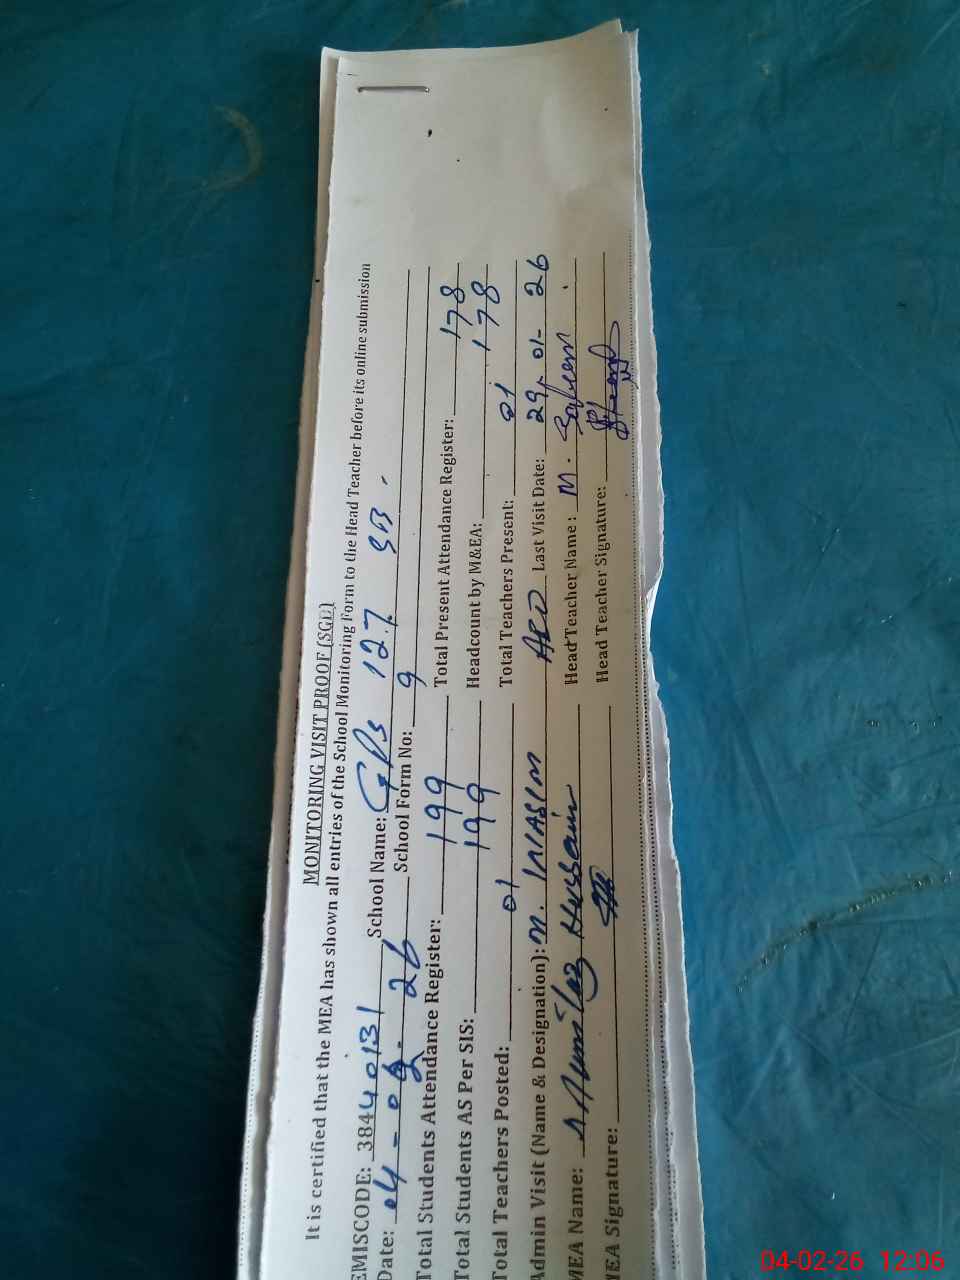 MONITORING VISIT PROOF (SGD)
It is certified that the MEA has shown all entries of the School Monitoring Form to the Head Teacher before its online submission
EMISCODE: 38440131 School Name: GPS 127 SB.
Date: 04-02-26 School Form No: 9
Total Students Attendance Register: 199 Total Present Attendance Register: 178
Total Students AS Per SIS: 199 Headcount by M&EA: 178
Total Teachers Posted: 01 Total Teachers Present: 01
Admin Visit (Name & Designation): M. WASIM AEO Last Visit Date: 29-01-26
MEA Name: Mumtaz Hussain Head Teacher Name: M. Saleem
MEA Signature: Head Teacher Signature:
04-02-26 12:06